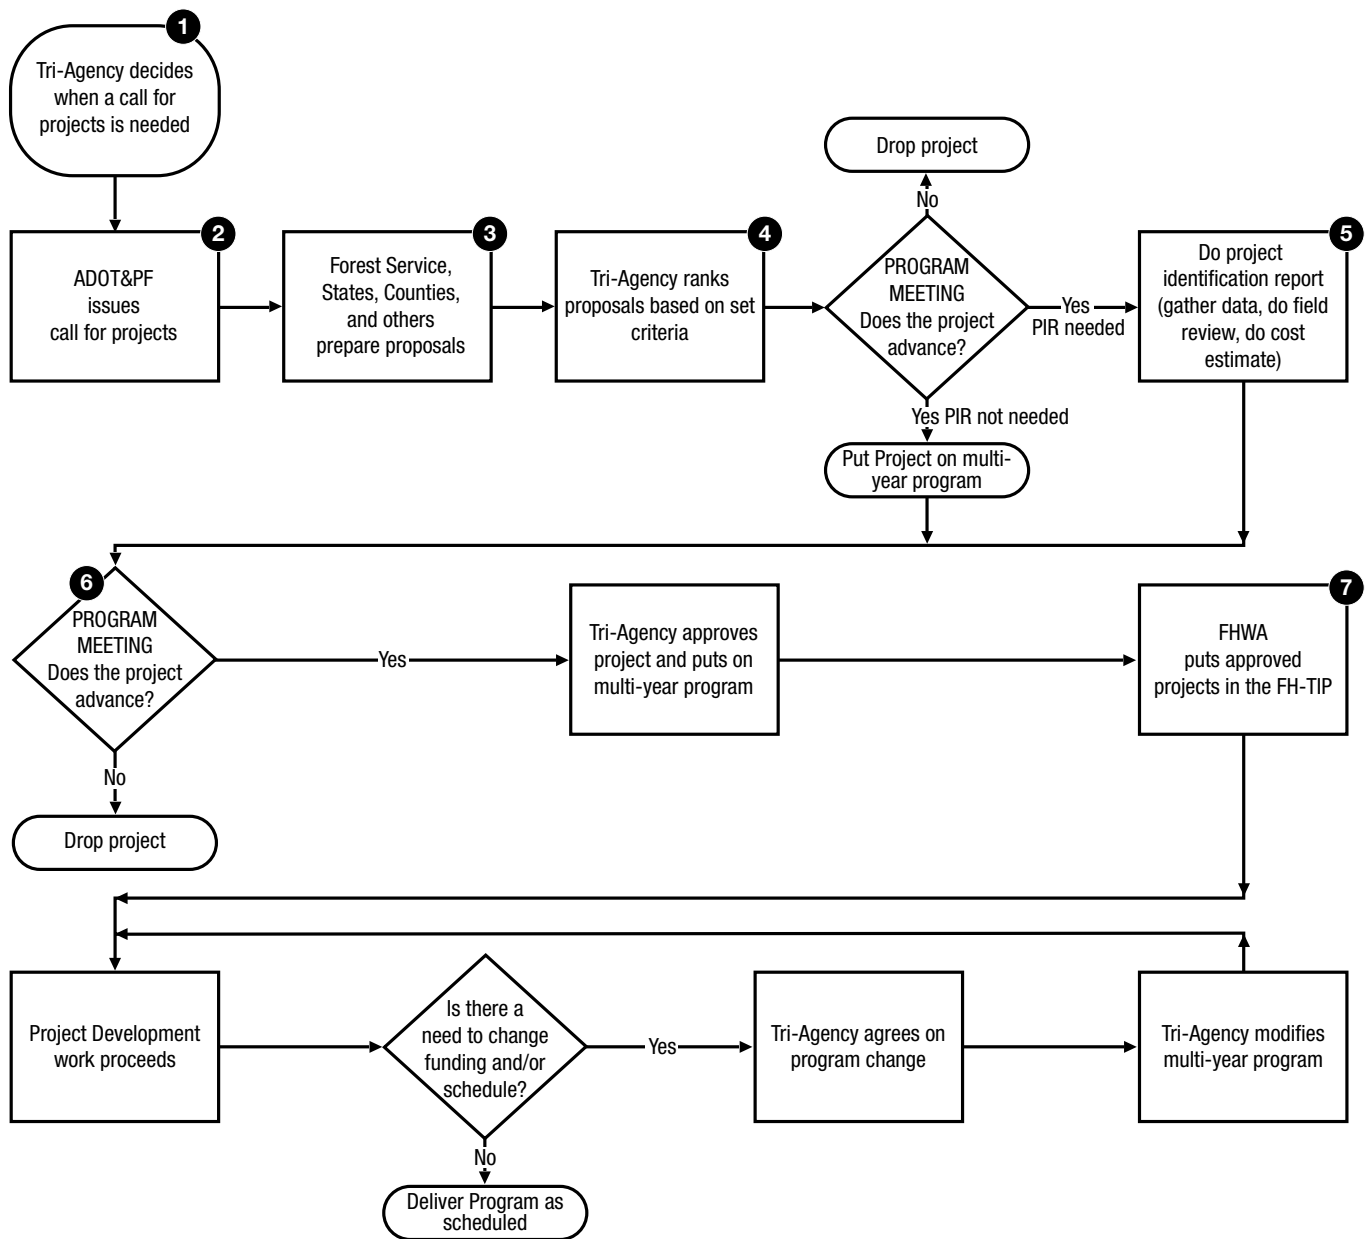 1
Tri-Agency decides
when a call for
projects is needed
2
ADOT&PF
issues
call for projects
3
Forest Service,
States, Counties,
and others
prepare proposals
4
Tri-Agency ranks
proposals based on set
criteria
Drop project
No
PROGRAM
MEETING
Does the project
advance?
Yes
PIR needed
5
Do project
identification report
(gather data, do field
review, do cost
estimate)
Yes PIR not needed
Put Project on multi-
year program
6
PROGRAM
MEETING
Does the project
advance?
Yes
Tri-Agency approves
project and puts on
multi-year program
7
FHWA
puts approved
projects in the FH-TIP
No
Drop project
Project Development
work proceeds
Is there a
need to change
funding and/or
schedule?
Yes
Tri-Agency agrees on
program change
Tri-Agency modifies
multi-year program
No
Deliver Program as
scheduled